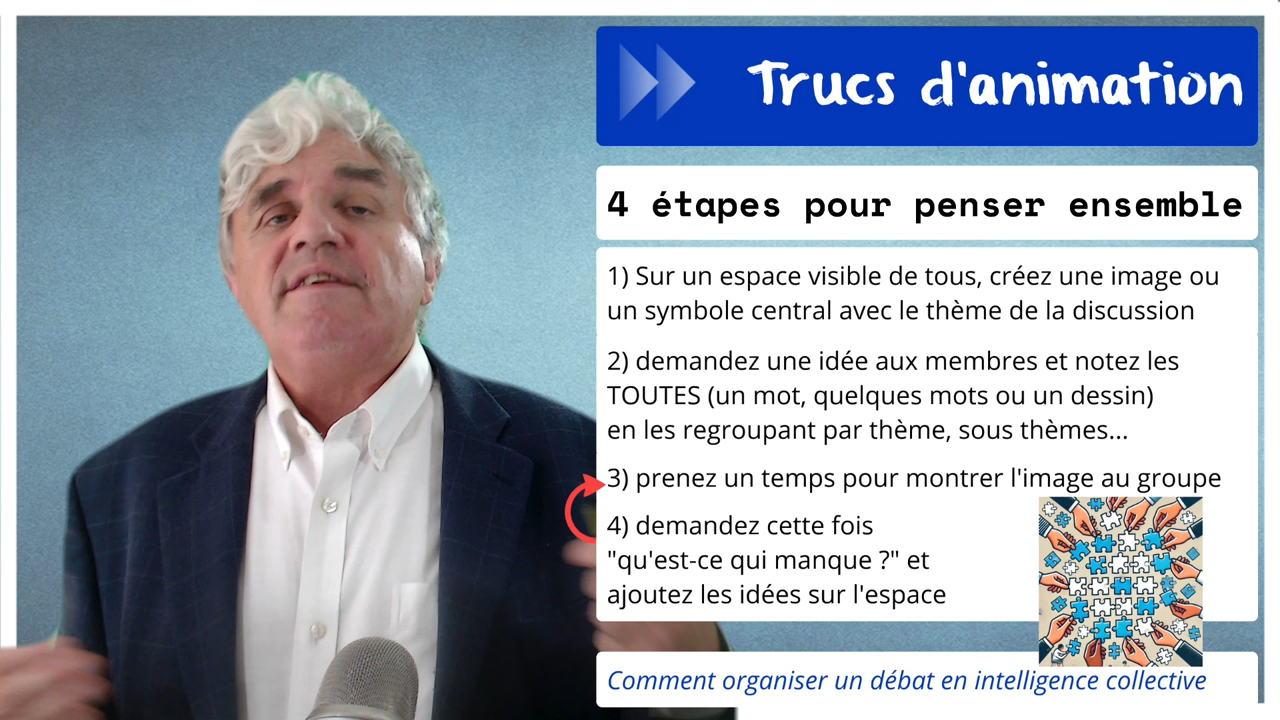 Trucs d'animation
4 étapes pour penser ensemble
1) Sur un espace visible de tous, créez une image ou
un symbole central avec le thème de la discussion
2) demandez une idée aux membres et notez les
TOUTES (un mot, quelques mots ou un dessin)
en les regroupant par thème, sous thèmes...
3) prenez un temps pour montrer l'image au groupe
4) demandez cette fois
"qu'est-ce qui manque ?" et
ajoutez les idées sur l'espace
Comment organiser un débat en intelligence collective